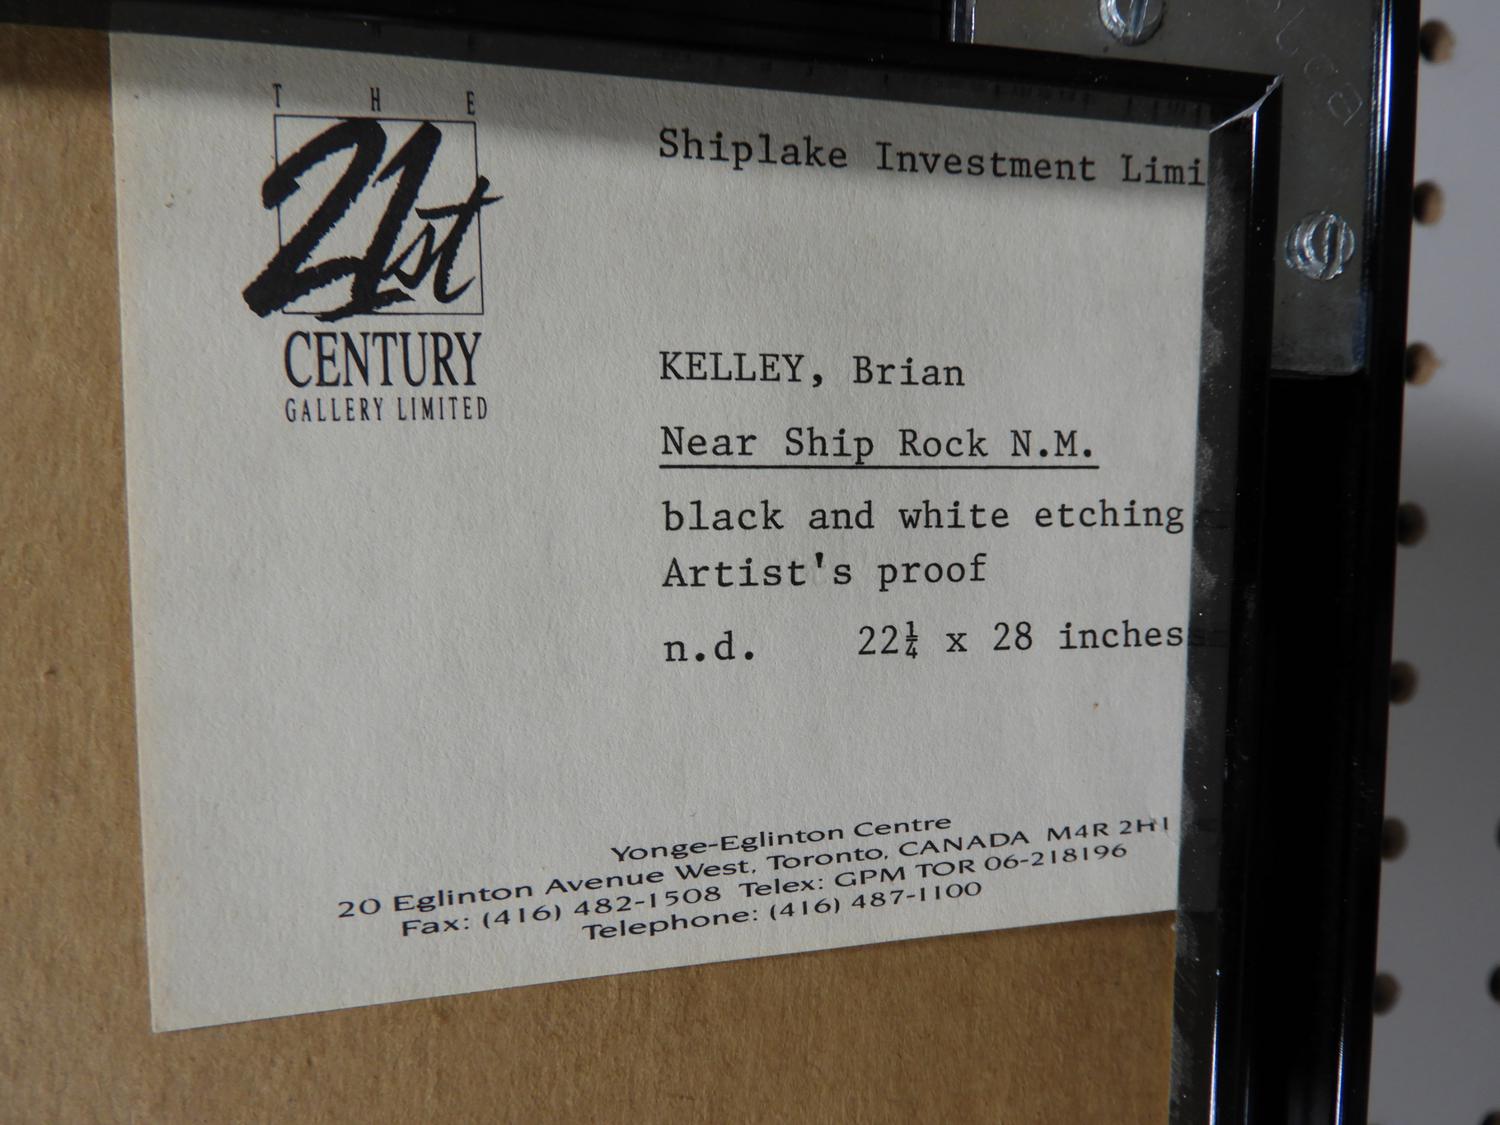 THE
21st
CENTURY
GALLERY LIMITED
Shiplake Investment Limi
KELLEY, Brian
Near Ship Rock N.M.
black and white etching
Artist's proof
n.d. 22¼ x 28 inches
Yonge-Eglinton Centre
20 Eglinton Avenue West, Toronto, CANADA M4R 2H1
Fax: (416) 482-1508 Telex: GPM TOR 06-218196
Telephone: (416) 487-1100